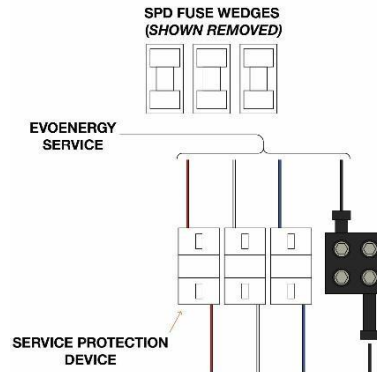 SPD FUSE WEDGES
(SHOWN REMOVED)
EVOENERGY
SERVICE
SERVICE PROTECTION
DEVICE